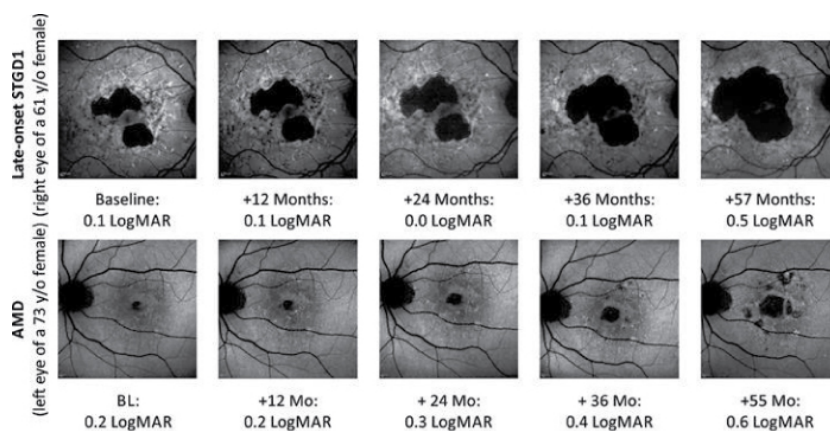 Late-onset STGD1
(right eye of a 61 y/o female)
Baseline:
0.1 LogMAR
+12 Months:
0.1 LogMAR
+24 Months:
0.0 LogMAR
+36 Months:
0.1 LogMAR
+57 Months:
0.5 LogMAR
AMD
(left eye of a 73 y/o female)
BL:
0.2 LogMAR
+12 Mo:
0.2 LogMAR
+ 24 Mo:
0.3 LogMAR
+ 36 Mo:
0.4 LogMAR
+55 Mo:
0.6 LogMAR